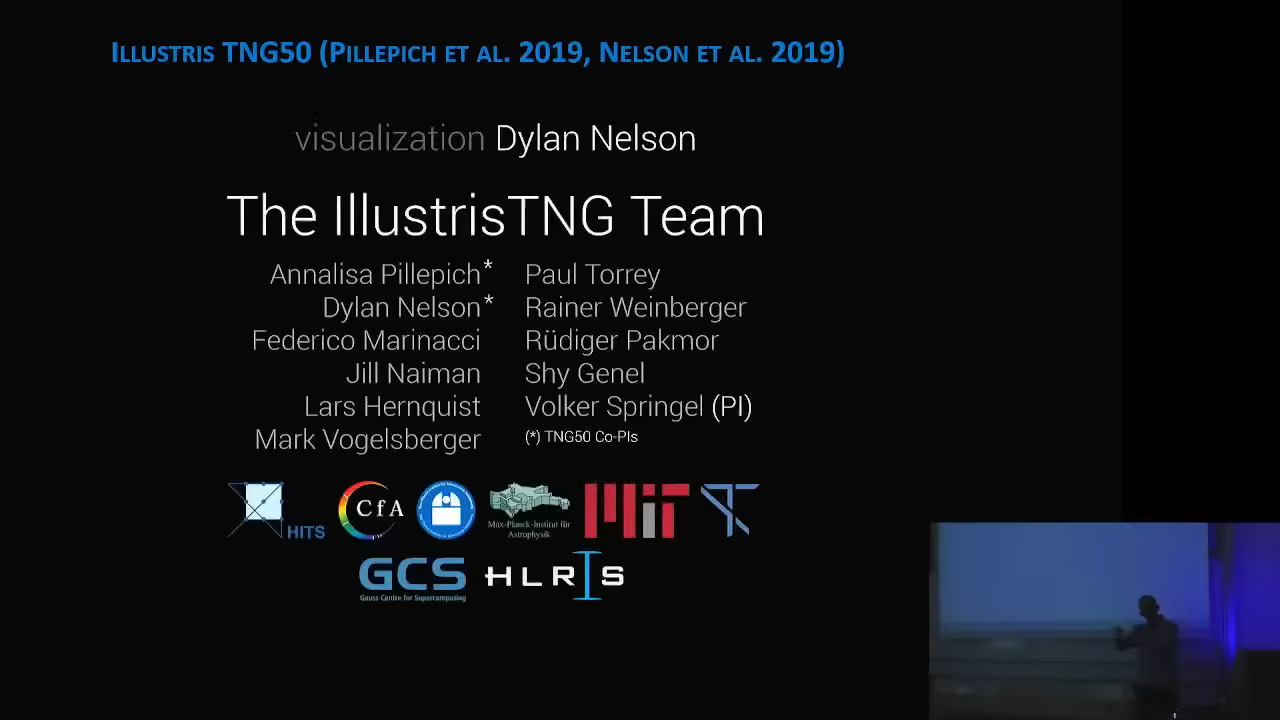 ILLUSTRIS TNG50 (PILLEPICH ET AL. 2019, NELSON ET AL. 2019)
visualization Dylan Nelson
The IllustrisTNG Team
Annalisa Pillepich* Paul Torrey
Dylan Nelson* Rainer Weinberger
Federico Marinacci Rüdiger Pakmor
Jill Naiman Shy Genel
Lars Hernquist Volker Springel (PI)
Mark Vogelsberger (*) TNG50 Co-PIs
HITS
CfA
Max-Planck-Institut für
Astrophysik
MIT
GCS
Gauss Centre for Supercomputing
HLRIS